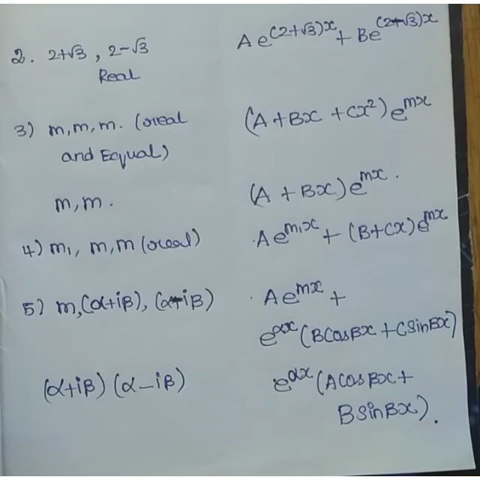 2. 2+√3, 2-√3 Ae^(2+√3)x + Be^(2-√3)x
Real
3) m,m,m. (real (A+Bx+Cx²)e^mx
and Equal)
m,m. (A+Bx)e^mx.
4) m₁, m,m (real) Ae^m₁x + (B+Cx)e^mx
5) m,(α+iβ), (α-iβ) Ae^mx +
e^αx (BCosβx + CSinβx)
(α+iβ) (α-iβ) e^αx (ACosβx +
BSinβx).